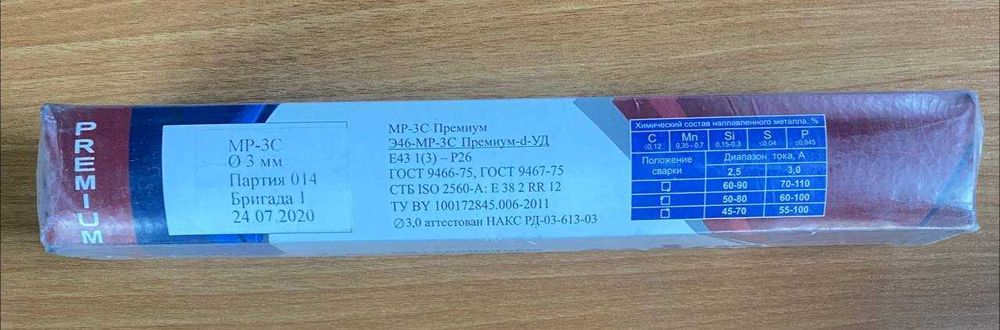 PREMIUM
МР-3С
Ø 3 мм
Партия 014
Бригада 1
24.07.2020
МР-3С Премиум
Э46-МР-3С Премиум-d-УД
Е43 1(3) – Р26
ГОСТ 9466-75, ГОСТ 9467-75
СТБ ISO 2560-А: Е 38 2 RR 12
ТУ BY 100172845.006-2011
∅3,0 аттестован НАКС РД-03-613-03
Химический состав наплавленного металла, %
C Mn Si S P
≤0,12 0,35 - 0,7 0,15-0,3 ≤0,04 ≤0,045
Положение сварки Диапазон тока, А
2,5 3,0
60-90 70-110
50-80 60-100
45-70 55-100